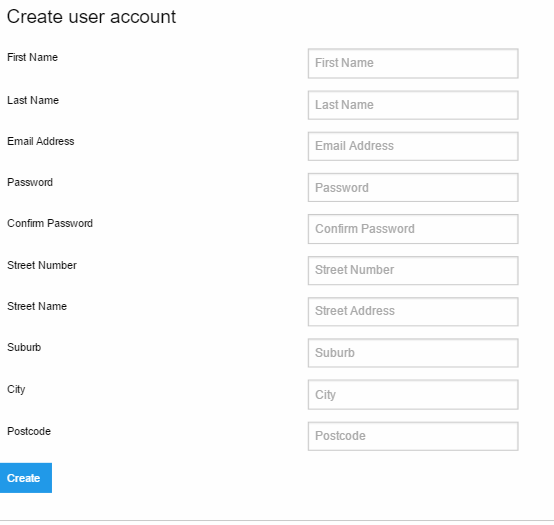 Create user account
First Name First Name
Last Name Last Name
Email Address Email Address
Password Password
Confirm Password Confirm Password
Street Number Street Number
Street Name Street Address
Suburb Suburb
City City
Postcode Postcode
Create